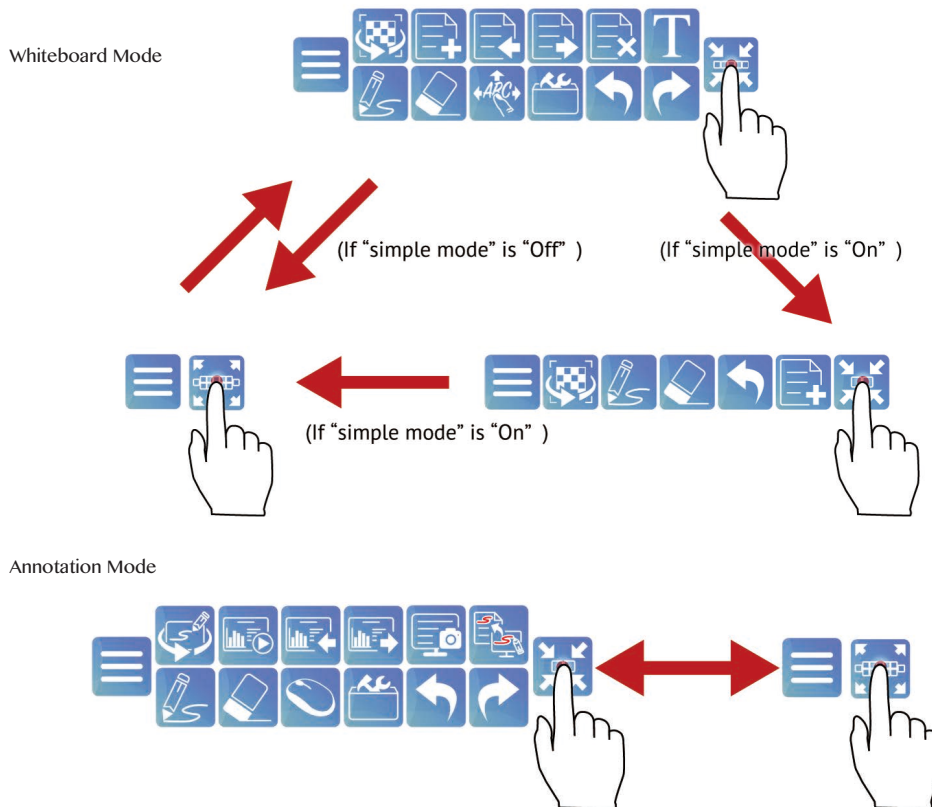 Whiteboard Mode
T
ABC
(If “simple mode” is “Off” )
(If “simple mode” is “On” )
(If “simple mode” is “On” )
Annotation Mode